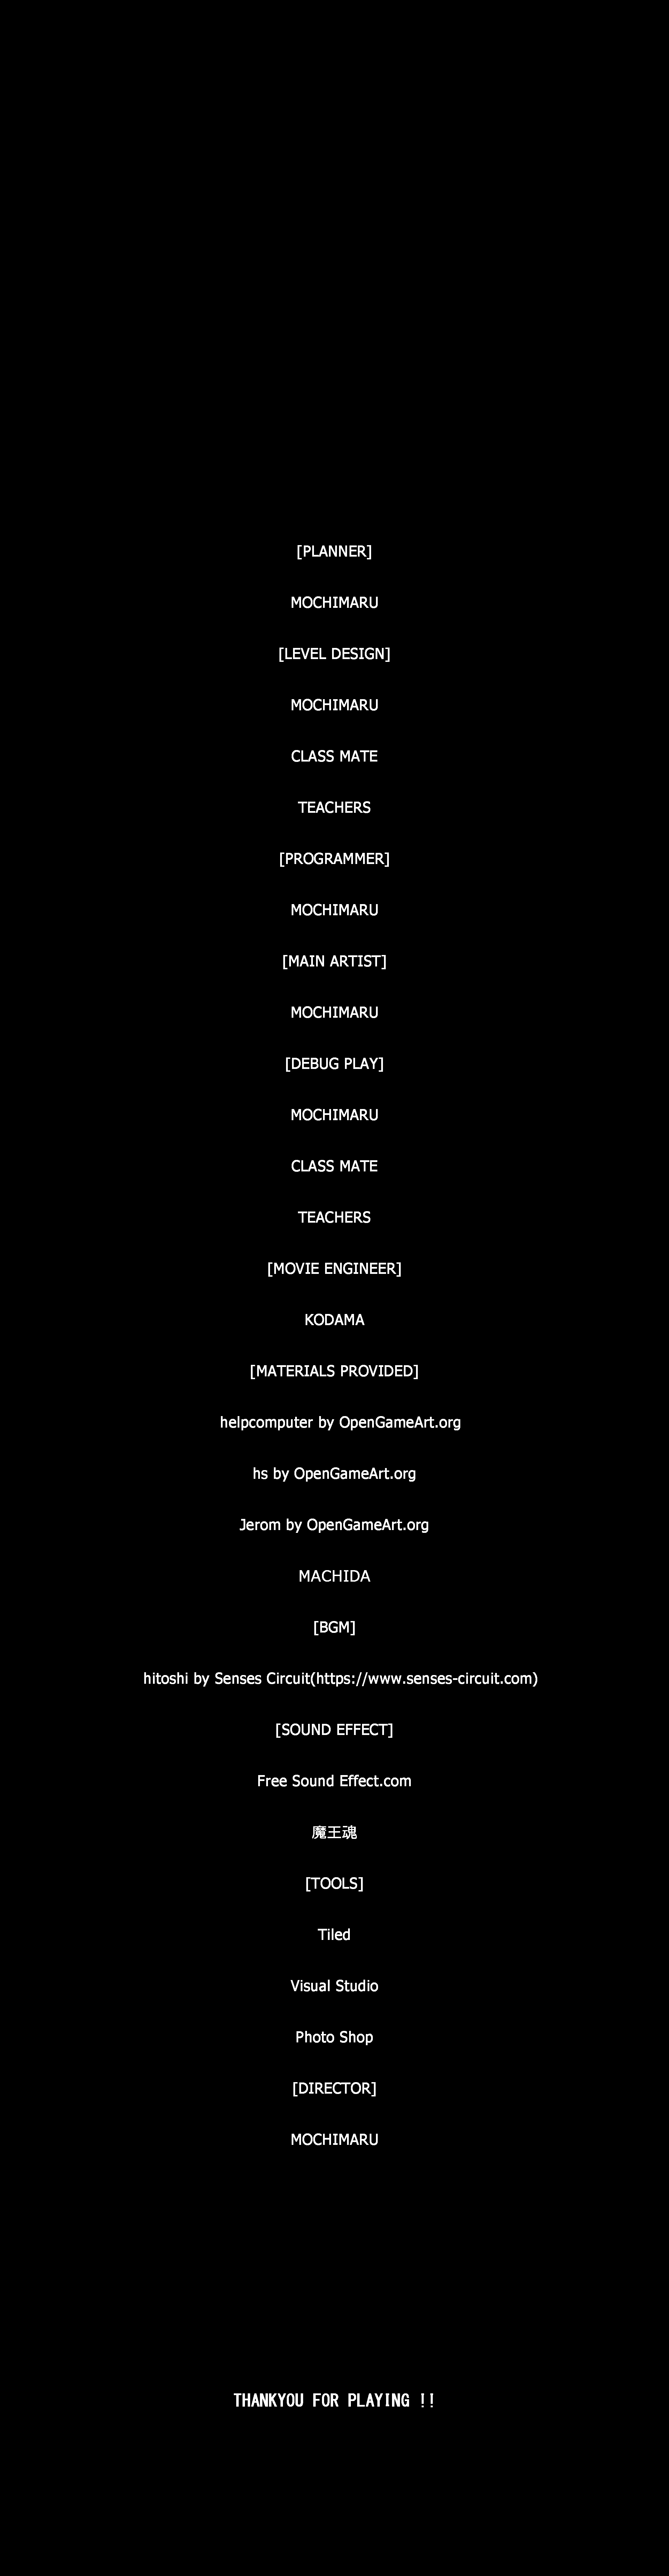 [PLANNER]
MOCHIMARU
[LEVEL DESIGN]
MOCHIMARU
CLASS MATE
TEACHERS
[PROGRAMMER]
MOCHIMARU
[MAIN ARTIST]
MOCHIMARU
[DEBUG PLAY]
MOCHIMARU
CLASS MATE
TEACHERS
[MOVIE ENGINEER]
KODAMA
[MATERIALS PROVIDED]
helpcomputer by OpenGameArt.org
hs by OpenGameArt.org
Jerom by OpenGameArt.org
MACHIDA
[BGM]
hitoshi by Senses Circuit(https://www.senses-circuit.com)
[SOUND EFFECT]
Free Sound Effect.com
魔王魂
[TOOLS]
Tiled
Visual Studio
Photo Shop
[DIRECTOR]
MOCHIMARU
THANKYOU FOR PLAYING !!